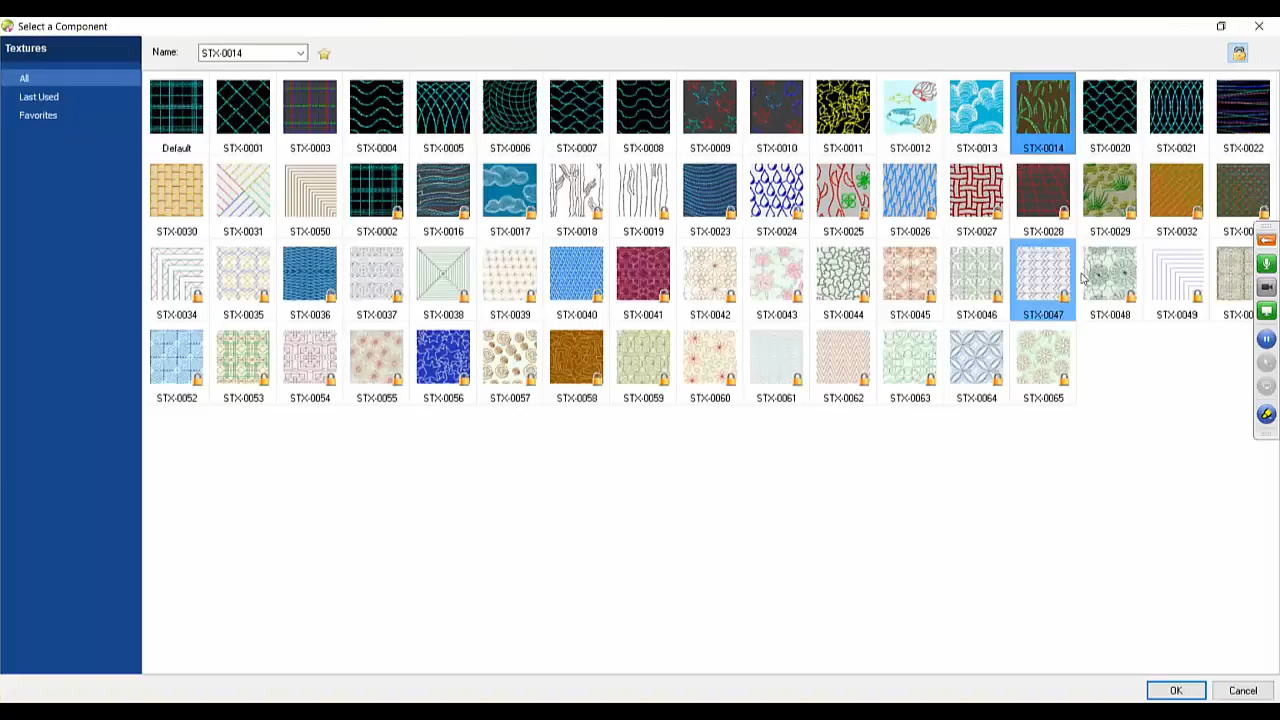 Select a Component
Textures
Name: STX-0014
All
Last Used
Favorites
Default STX-0001 STX-0003 STX-0004 STX-0005 STX-0006 STX-0007 STX-0008 STX-0009 STX-0010 STX-0011 STX-0012 STX-0013 STX-0014 STX-0020 STX-0021 STX-0022
STX-0030 STX-0031 STX-0050 STX-0002 STX-0016 STX-0017 STX-0018 STX-0019 STX-0023 STX-0024 STX-0025 STX-0026 STX-0027 STX-0028 STX-0029 STX-0032 STX-00
STX-0034 STX-0035 STX-0036 STX-0037 STX-0038 STX-0039 STX-0040 STX-0041 STX-0042 STX-0043 STX-0044 STX-0045 STX-0046 STX-0047 STX-0048 STX-0049 STX-00
STX-0052 STX-0053 STX-0054 STX-0055 STX-0056 STX-0057 STX-0058 STX-0059 STX-0060 STX-0061 STX-0062 STX-0063 STX-0064 STX-0065
OK Cancel